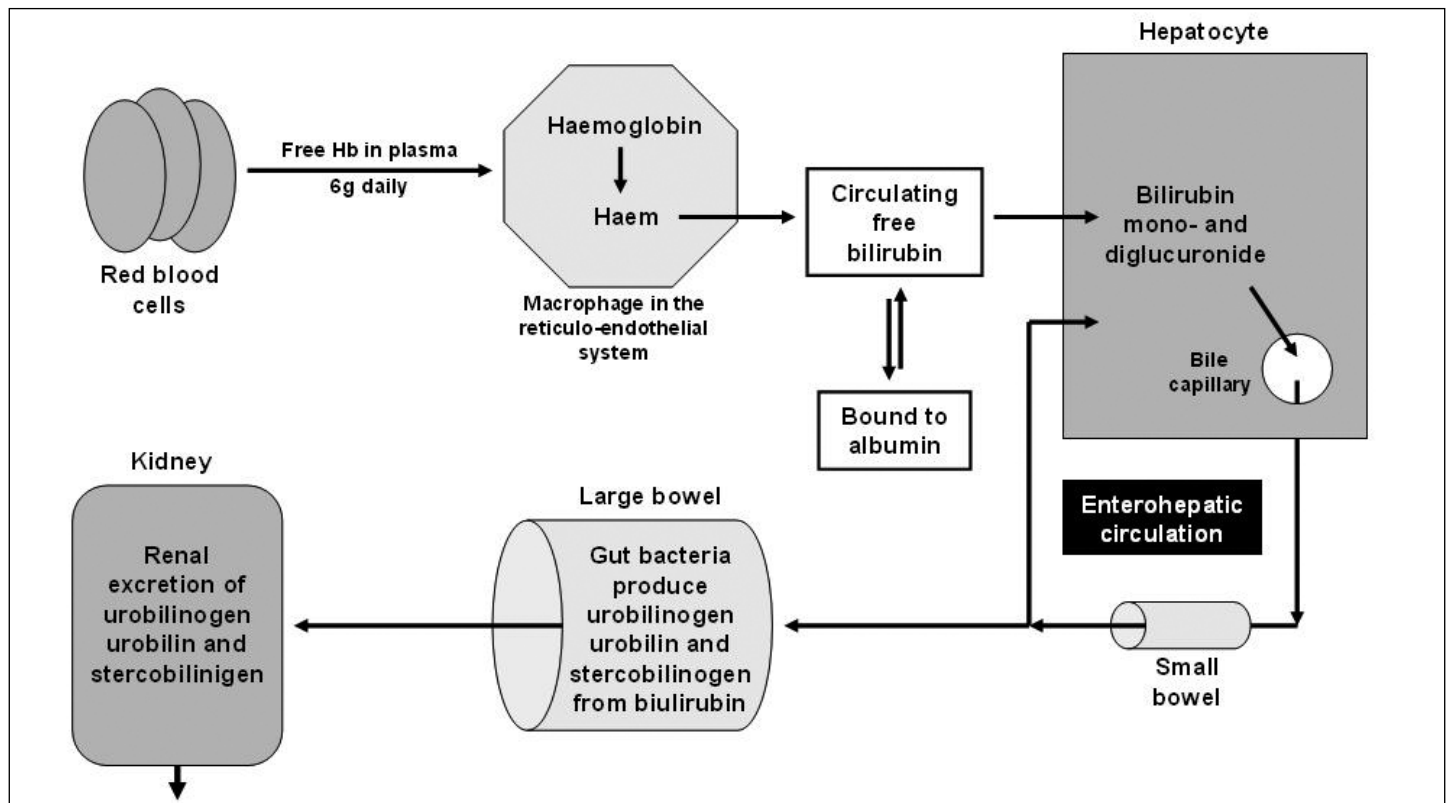 Hepatocyte
Free Hb in plasma
6g daily
Red blood
cells
Haemoglobin
Haem
Macrophage in the
reticulo-endothelial
system
Circulating
free
bilirubin
Bound to
albumin
Bilirubin
mono- and
diglucuronide
Bile
capillary
Enterohepatic
circulation
Small
bowel
Large bowel
Gut bacteria
produce
urobilinogen
urobilin and
stercobilinogen
from biulirubin
Kidney
Renal
excretion of
urobilinogen
urobilin and
stercobilinigen